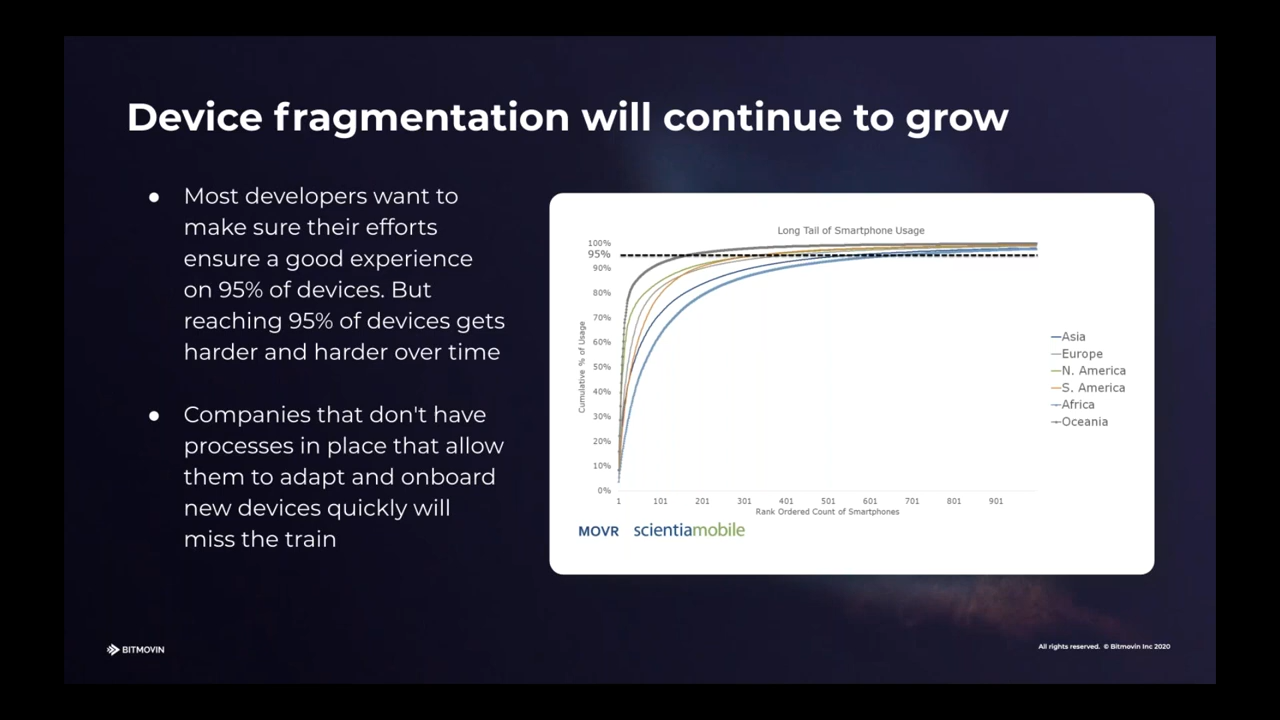 Device fragmentation will continue to grow
● Most developers want to
make sure their efforts
ensure a good experience
on 95% of devices. But
reaching 95% of devices gets
harder and harder over time
● Companies that don't have
processes in place that allow
them to adapt and onboard
new devices quickly will
miss the train
Long Tail of Smartphone Usage
Cumulative % of Usage
100%
95%
90%
80%
70%
60%
50%
40%
30%
20%
10%
0%
1 101 201 301 401 501 601 701 801 901
Rank Ordered Count of Smartphones
Asia
Europe
N. America
S. America
Africa
Oceania
MOVR scientiamobile
BITMOVIN
All rights reserved. © Bitmovin Inc 2020